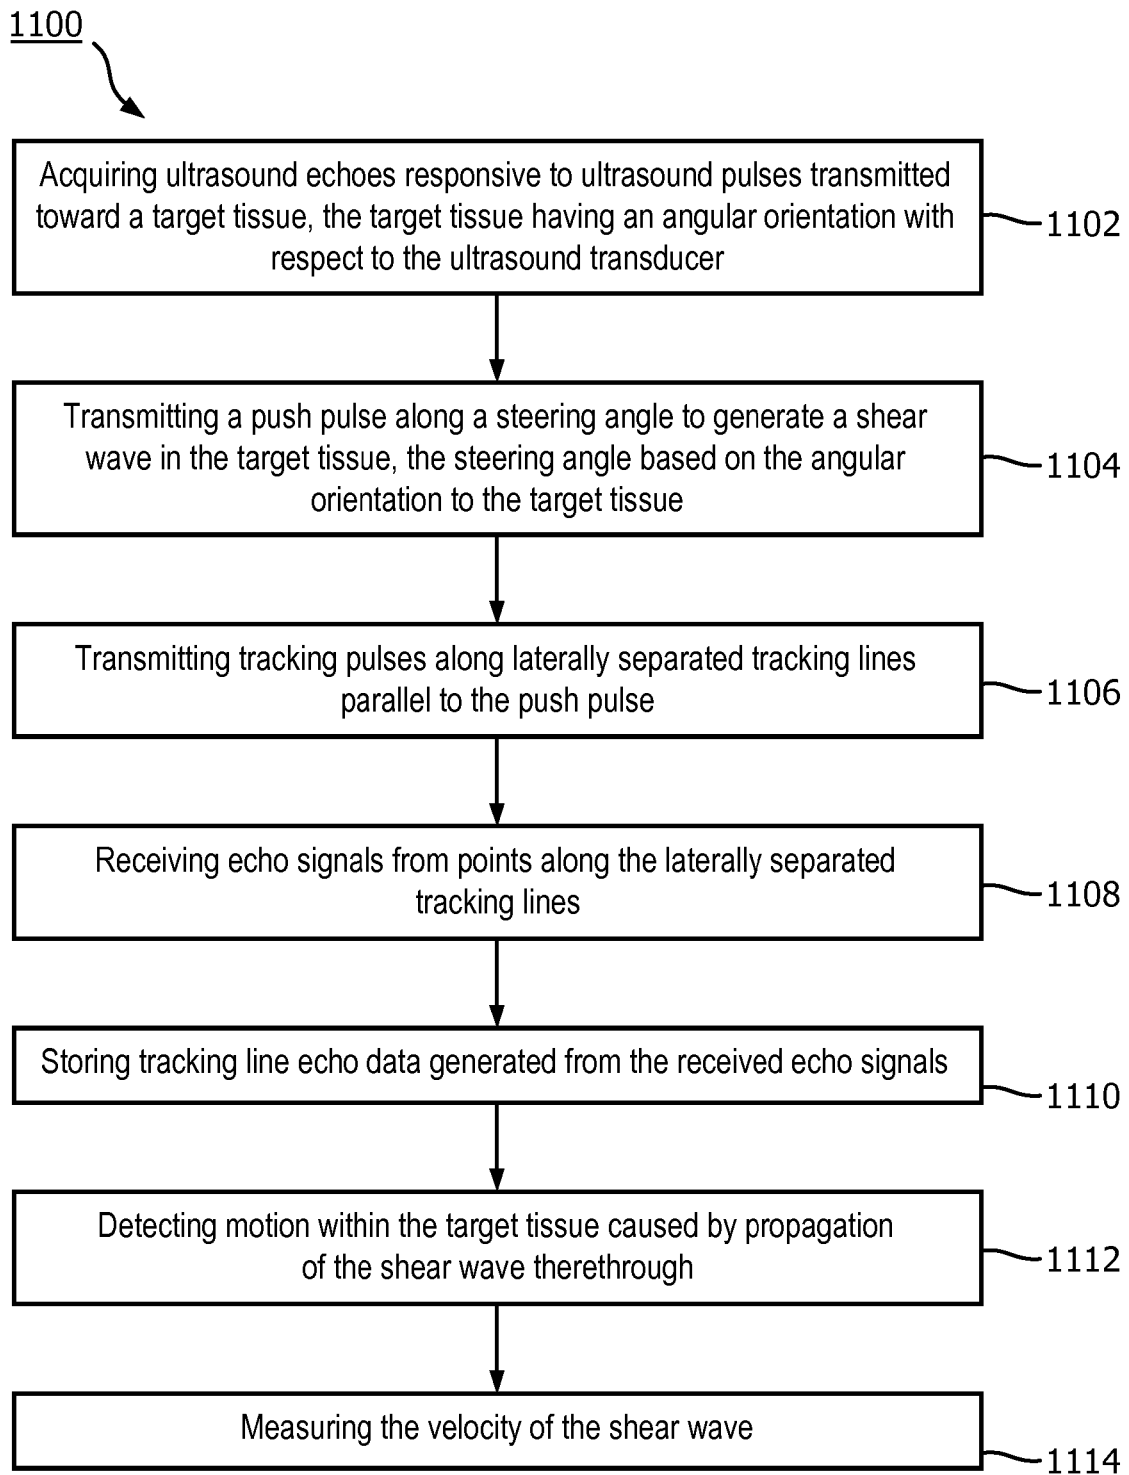 1100
Acquiring ultrasound echoes responsive to ultrasound pulses transmitted
toward a target tissue, the target tissue having an angular orientation with
respect to the ultrasound transducer
1102
Transmitting a push pulse along a steering angle to generate a shear
wave in the target tissue, the steering angle based on the angular
orientation to the target tissue
1104
Transmitting tracking pulses along laterally separated tracking lines
parallel to the push pulse
1106
Receiving echo signals from points along the laterally separated
tracking lines
1108
Storing tracking line echo data generated from the received echo signals
1110
Detecting motion within the target tissue caused by propagation
of the shear wave therethrough
1112
Measuring the velocity of the shear wave
1114